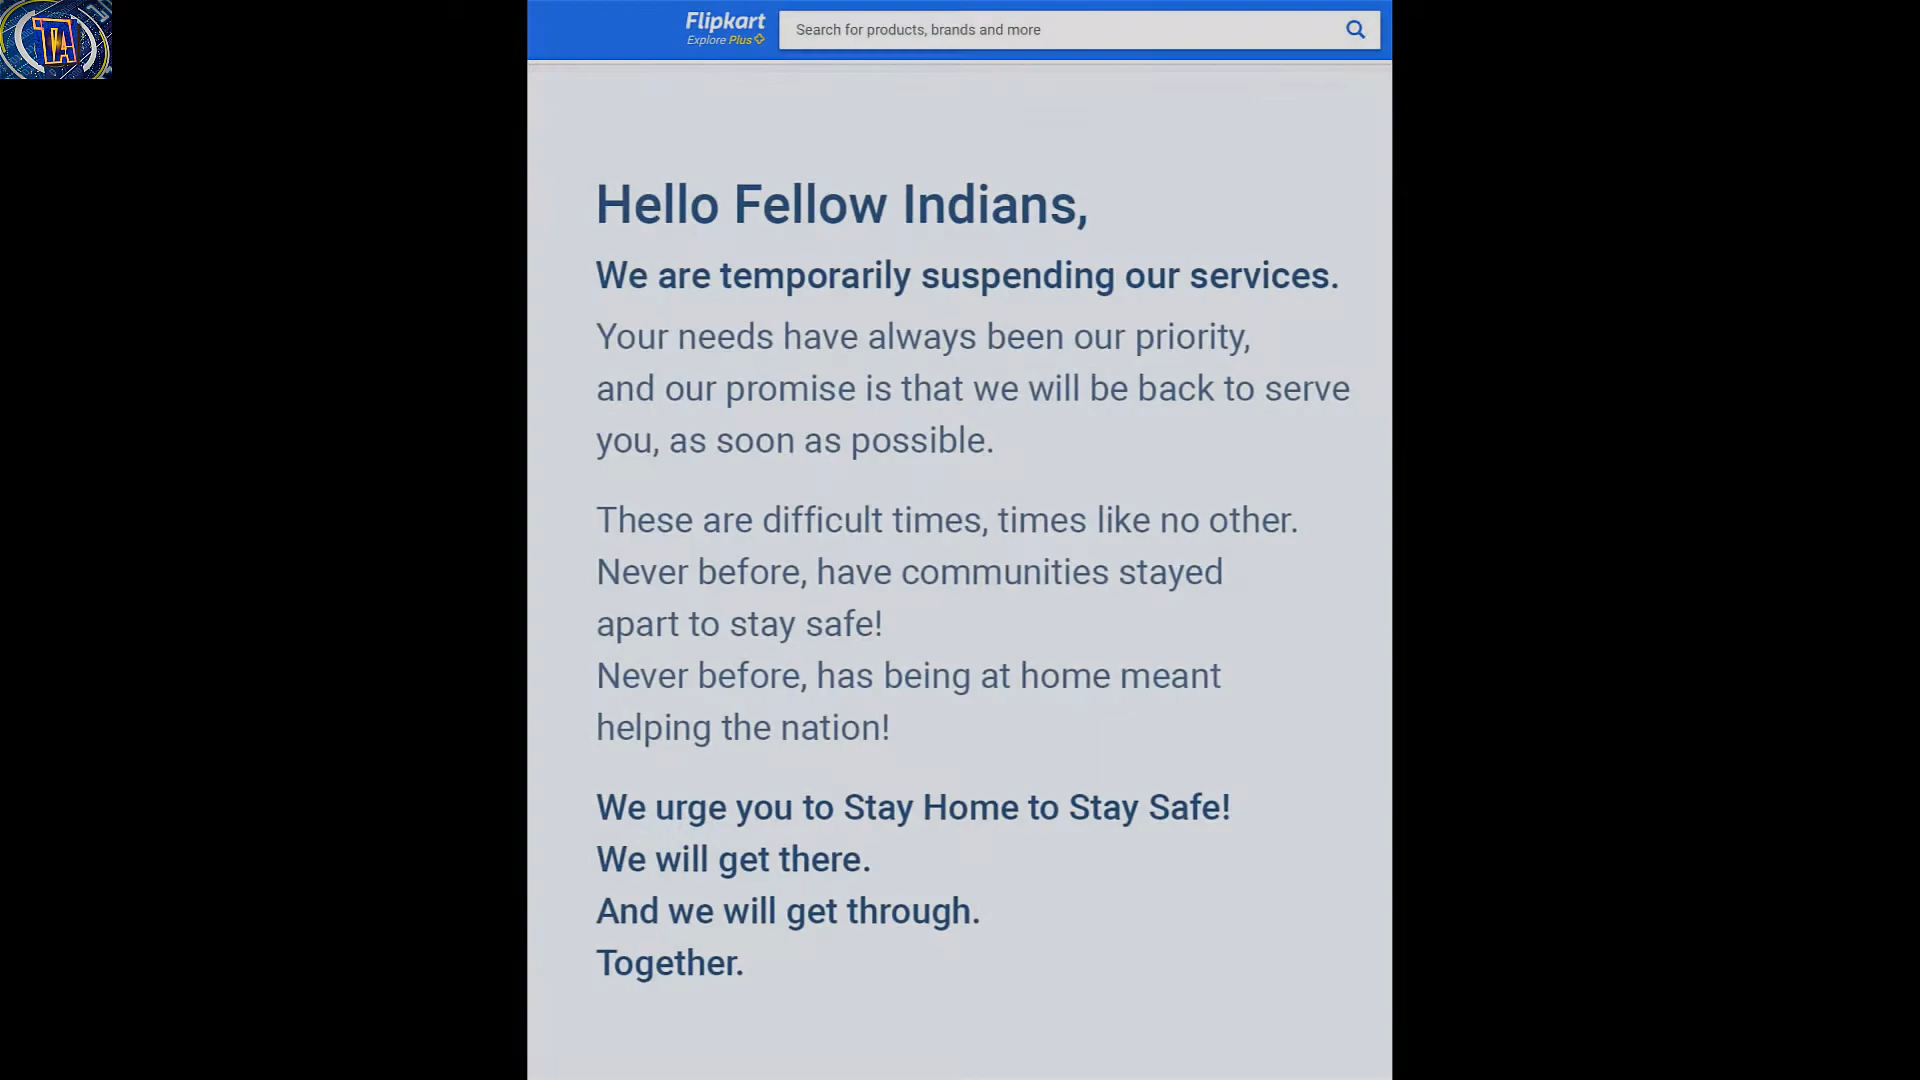 TA
Flipkart
Explore Plus
Search for products, brands and more
Hello Fellow Indians,
We are temporarily suspending our services.
Your needs have always been our priority,
and our promise is that we will be back to serve
you, as soon as possible.
These are difficult times, times like no other.
Never before, have communities stayed
apart to stay safe!
Never before, has being at home meant
helping the nation!
We urge you to Stay Home to Stay Safe!
We will get there.
And we will get through.
Together.